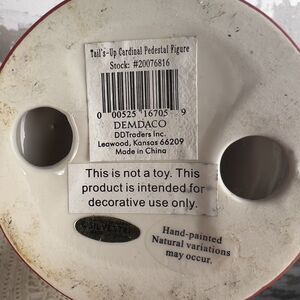 Tail's-Up Cardinal Pedestal Figure
Stock: #20076816
0 00525 16705 9
DEMDACO
DDTraders Inc.
Leawood, Kansas 66209
Made in China
This is not a toy. This
product is intended for
decorative use only.
Hand-painted
Natural variations
may occur.